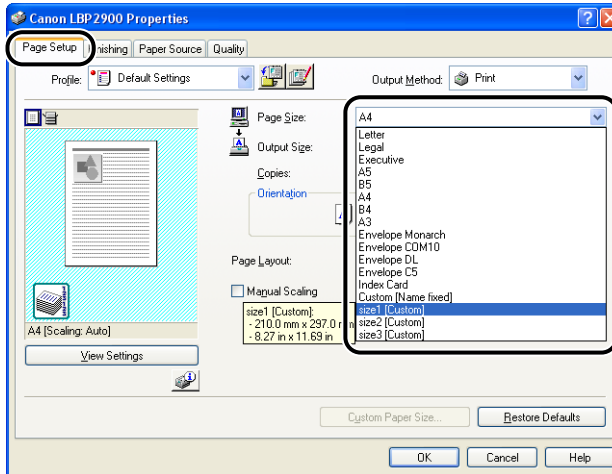 Canon LBP2900 Properties
Page Setup Finishing Paper Source Quality
Profile: Default Settings Output Method: Print
Page Size: A4
Output Size:
Copies:
Orientation
Page Layout:
Manual Scaling
Letter
Legal
Executive
A5
B5
A4
B4
A3
Envelope Monarch
Envelope COM10
Envelope DL
Envelope C5
Index Card
Custom [Name fixed]
size1 [Custom]
size2 [Custom]
size3 [Custom]
size1 [Custom]:
- 210.0 mm x 297.0 mm
- 8.27 in x 11.69 in
A4 [Scaling: Auto]
View Settings
Custom Paper Size... Restore Defaults
OK Cancel Help